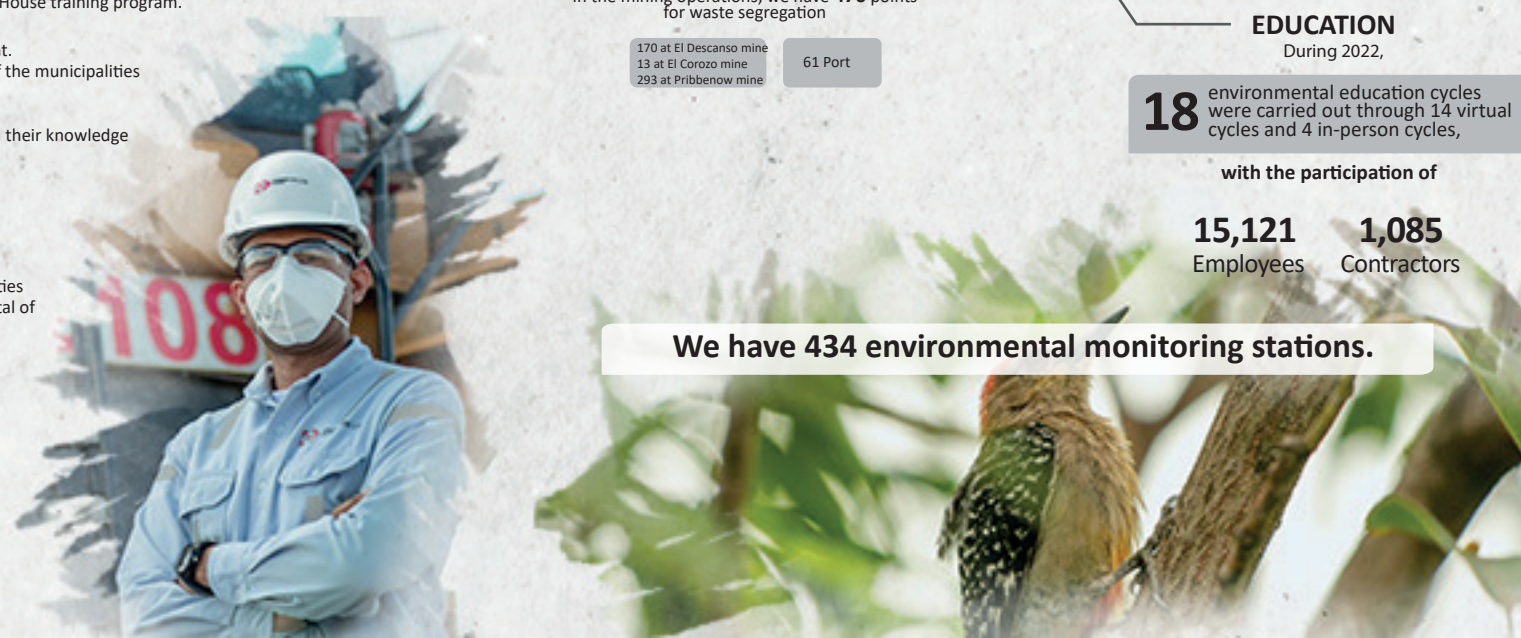 House training program.
t.
f the municipalities
their knowledge
ties
tal of
for waste segregation
170 at El Descanso mine
13 at El Corozo mine
293 at Pribbenow mine
61 Port
EDUCATION
During 2022,
18 environmental education cycles
were carried out through 14 virtual
cycles and 4 in-person cycles,
with the participation of
15,121 1,085
Employees Contractors
We have 434 environmental monitoring stations.
108